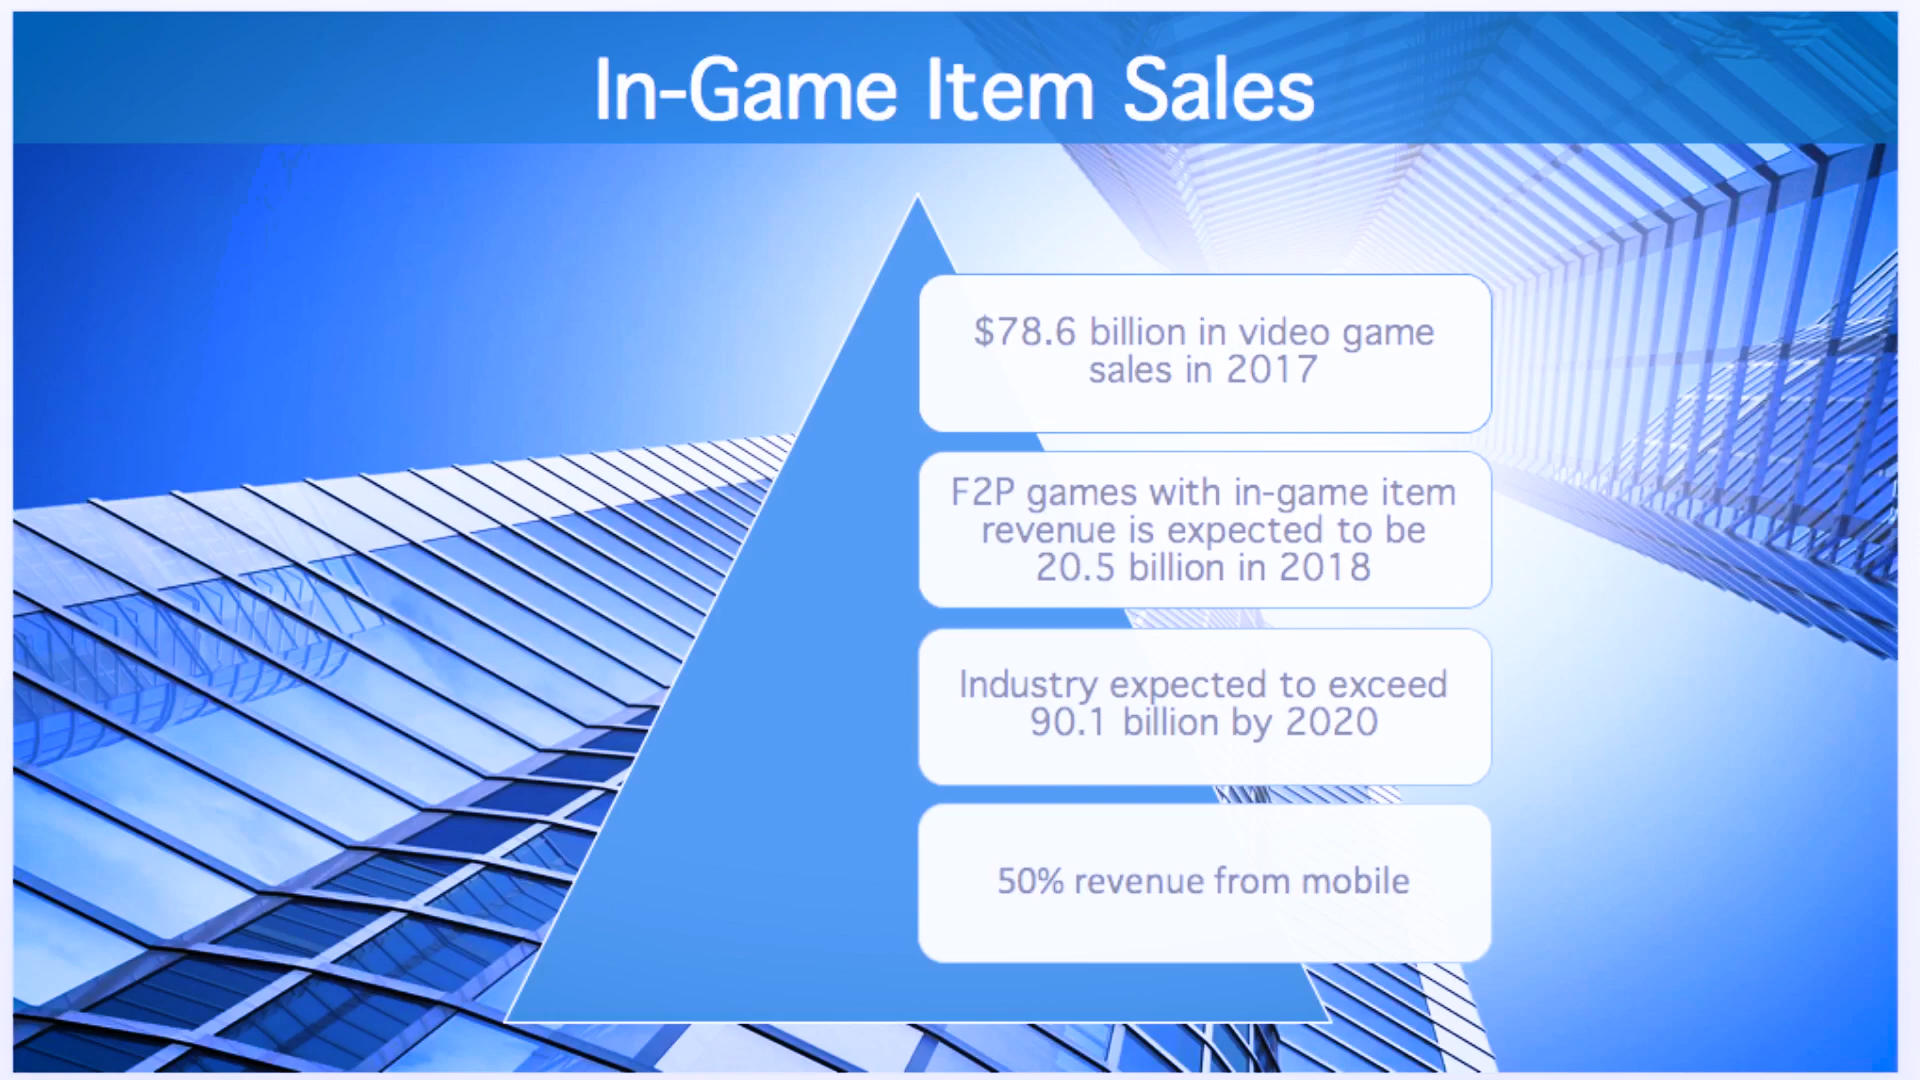 In-Game Item Sales
$78.6 billion in video game
sales in 2017
F2P games with in-game item
revenue is expected to be
20.5 billion in 2018
Industry expected to exceed
90.1 billion by 2020
50% revenue from mobile